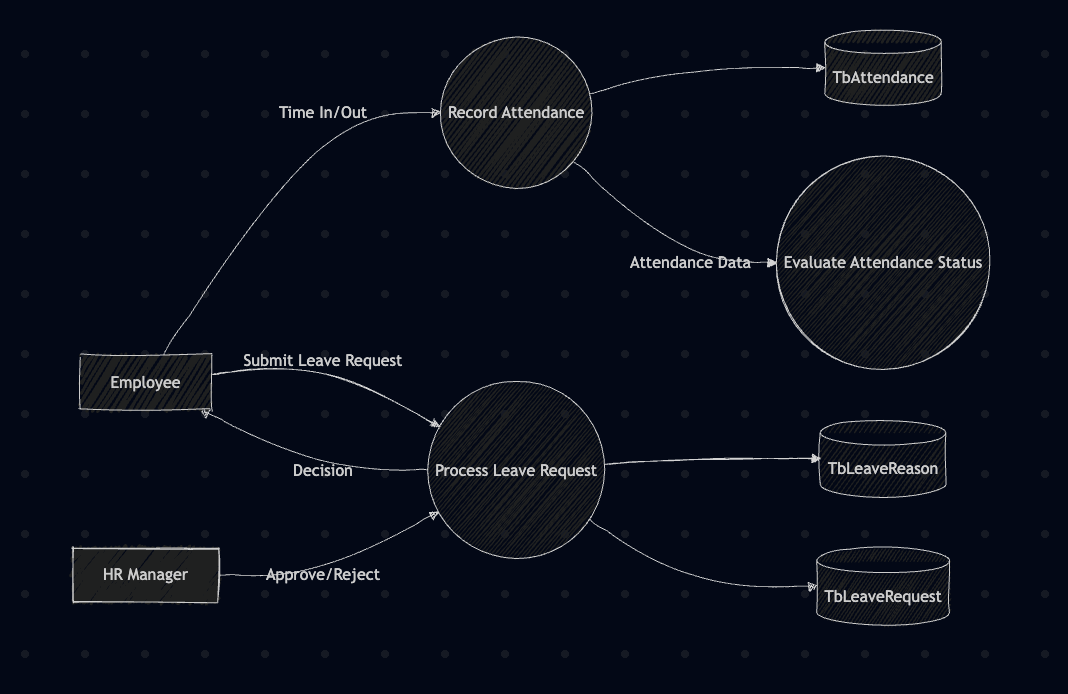 TbAttendance
Time In/Out
Record Attendance
Attendance Data
Evaluate Attendance Status
Submit Leave Request
Employee
Decision
Process Leave Request
TbLeaveReason
HR Manager
Approve/Reject
TbLeaveRequest